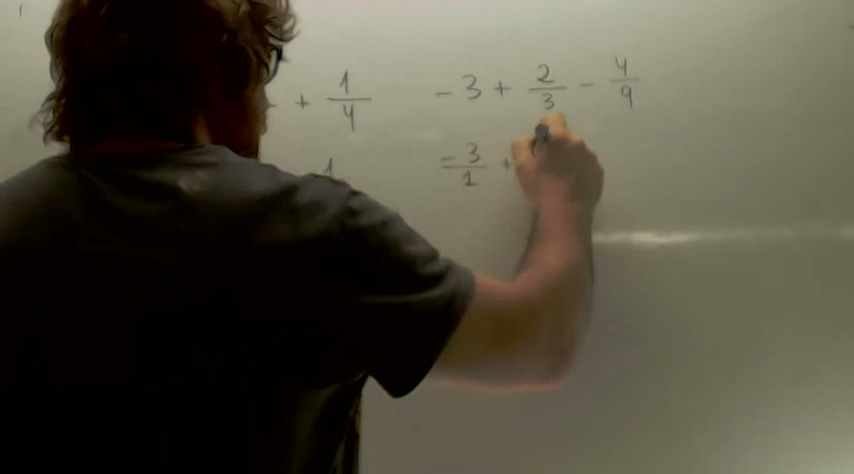 + 1/4
-3 + 2/3 - 4/9
1
-3/1 +